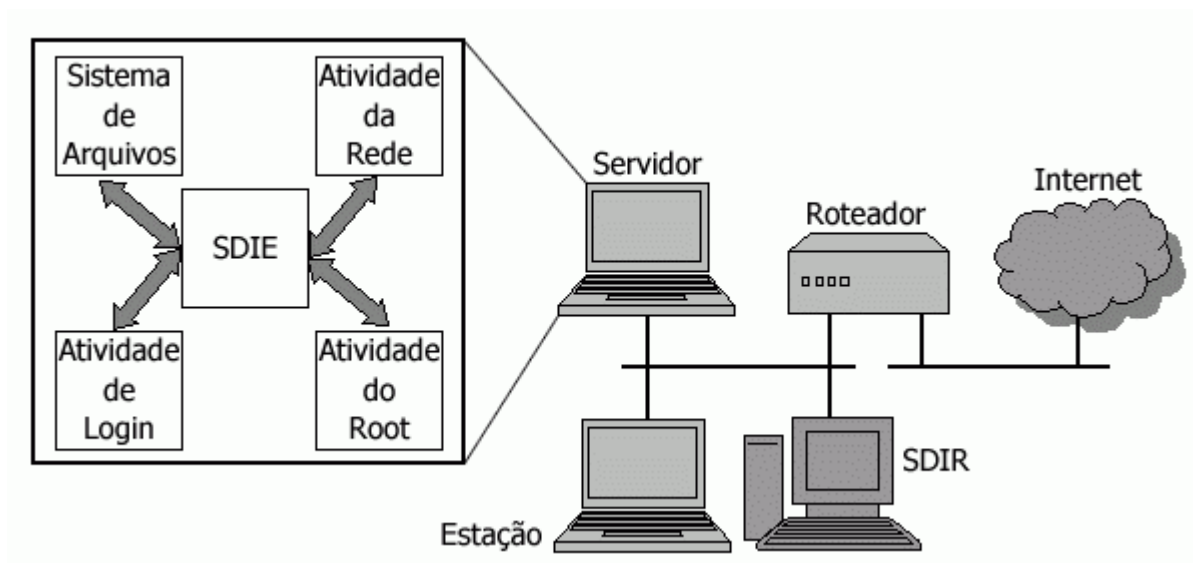 Sistema
de
Arquivos
Atividade
da
Rede
SDIE
Atividade
de
Login
Atividade
do
Root
Servidor
Roteador
Internet
Estação
SDIR